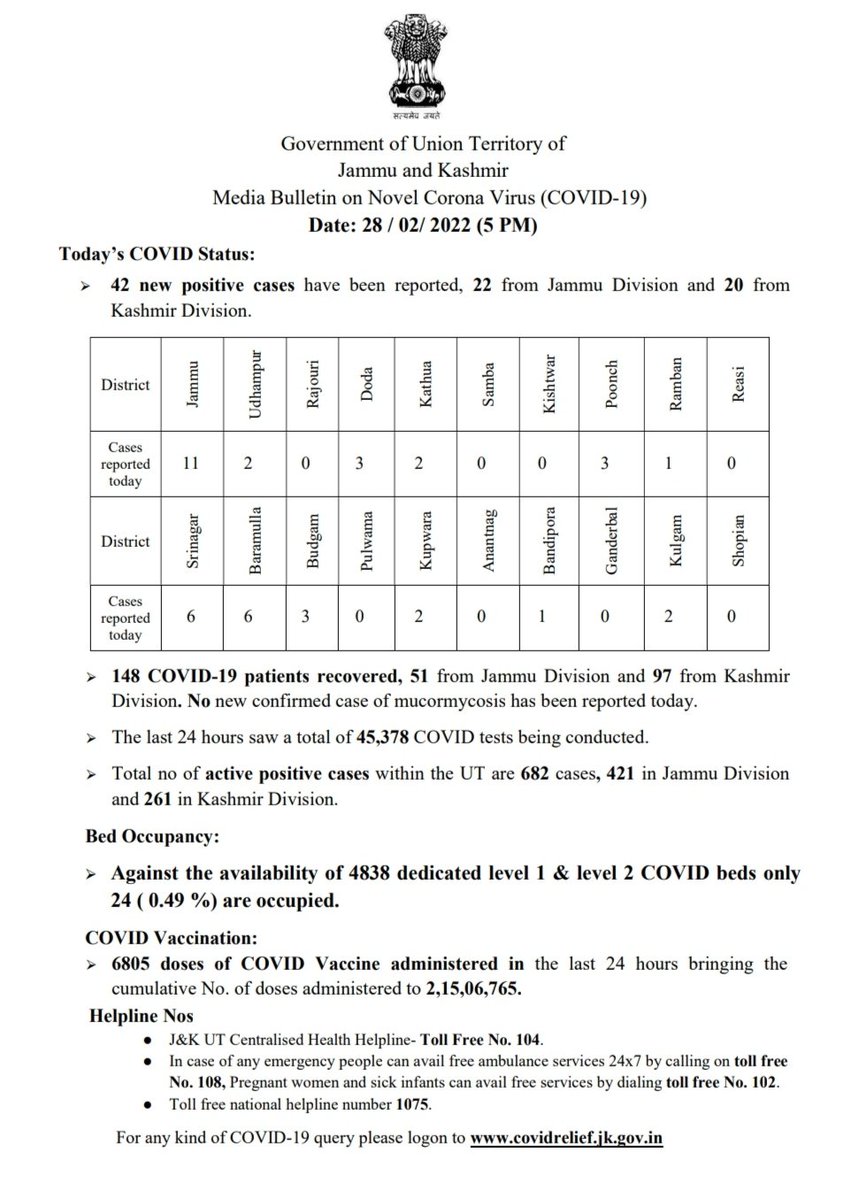 सत्यमेव जयते
Government of Union Territory of
Jammu and Kashmir
Media Bulletin on Novel Corona Virus (COVID-19)
Date: 28 / 02/ 2022 (5 PM)
Today’s COVID Status:
➢ 42 new positive cases have been reported, 22 from Jammu Division and 20 from
Kashmir Division.
District Jammu Udhampur Rajouri Doda Kathua Samba Kishtwar Poonch Ramban Reasi
Cases
reported
today 11 2 0 3 2 0 0 3 1 0
District Srinagar Baramulla Budgam Pulwama Kupwara Anantnag Bandipora Ganderbal Kulgam Shopian
Cases
reported
today 6 6 3 0 2 0 1 0 2 0
➢ 148 COVID-19 patients recovered, 51 from Jammu Division and 97 from Kashmir
Division. No new confirmed case of mucormycosis has been reported today.
➢ The last 24 hours saw a total of 45,378 COVID tests being conducted.
➢ Total no of active positive cases within the UT are 682 cases, 421 in Jammu Division
and 261 in Kashmir Division.
Bed Occupancy:
➢ Against the availability of 4838 dedicated level 1 & level 2 COVID beds only
24 ( 0.49 %) are occupied.
COVID Vaccination:
➢ 6805 doses of COVID Vaccine administered in the last 24 hours bringing the
cumulative No. of doses administered to 2,15,06,765.
Helpline Nos
● J&K UT Centralised Health Helpline- Toll Free No. 104.
● In case of any emergency people can avail free ambulance services 24x7 by calling on toll free
No. 108, Pregnant women and sick infants can avail free services by dialing toll free No. 102.
● Toll free national helpline number 1075.
For any kind of COVID-19 query please logon to www.covidrelief.jk.gov.in